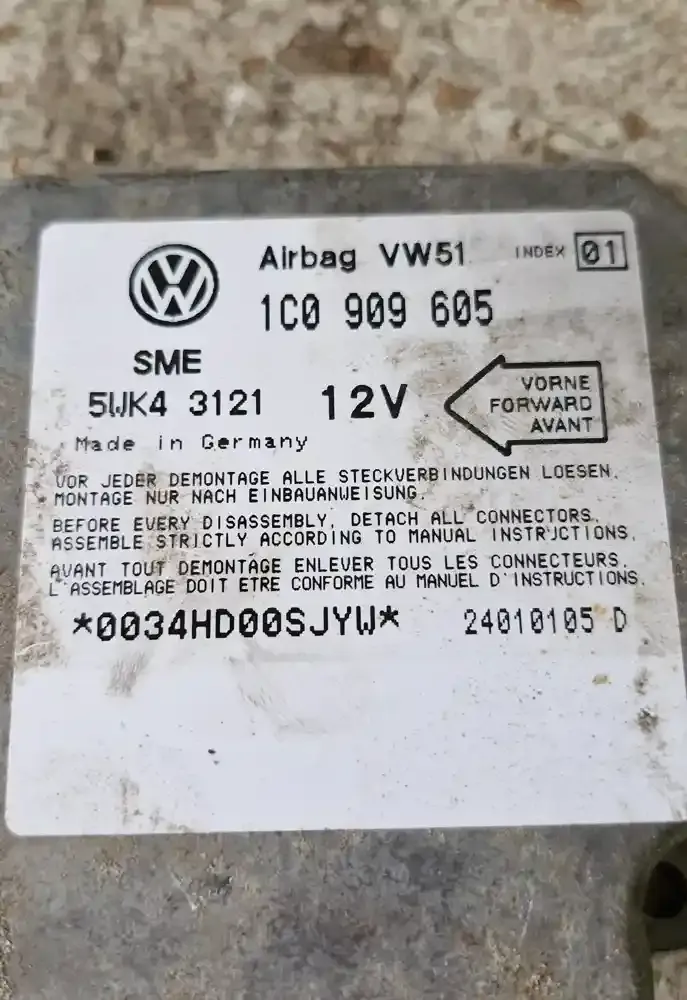 Airbag VW51 INDEX 01
1C0 909 605
SME
5WK4 3121 12V
VORNE
FORWARD
AVANT
Made in Germany
VOR JEDER DEMONTAGE ALLE STECKVERBINDUNGEN LOESEN.
MONTAGE NUR NACH EINBAUANWEISUNG.
BEFORE EVERY DISASSEMBLY, DETACH ALL CONNECTORS.
ASSEMBLE STRICTLY ACCORDING TO MANUAL INSTRUCTIONS.
AVANT TOUT DEMONTAGE ENLEVER TOUS LES CONNECTEURS.
L'ASSEMBLAGE DOIT ETRE CONFORME AU MANUEL D'INSTRUCTIONS.
*0034HD00SJYW* 24010105 D